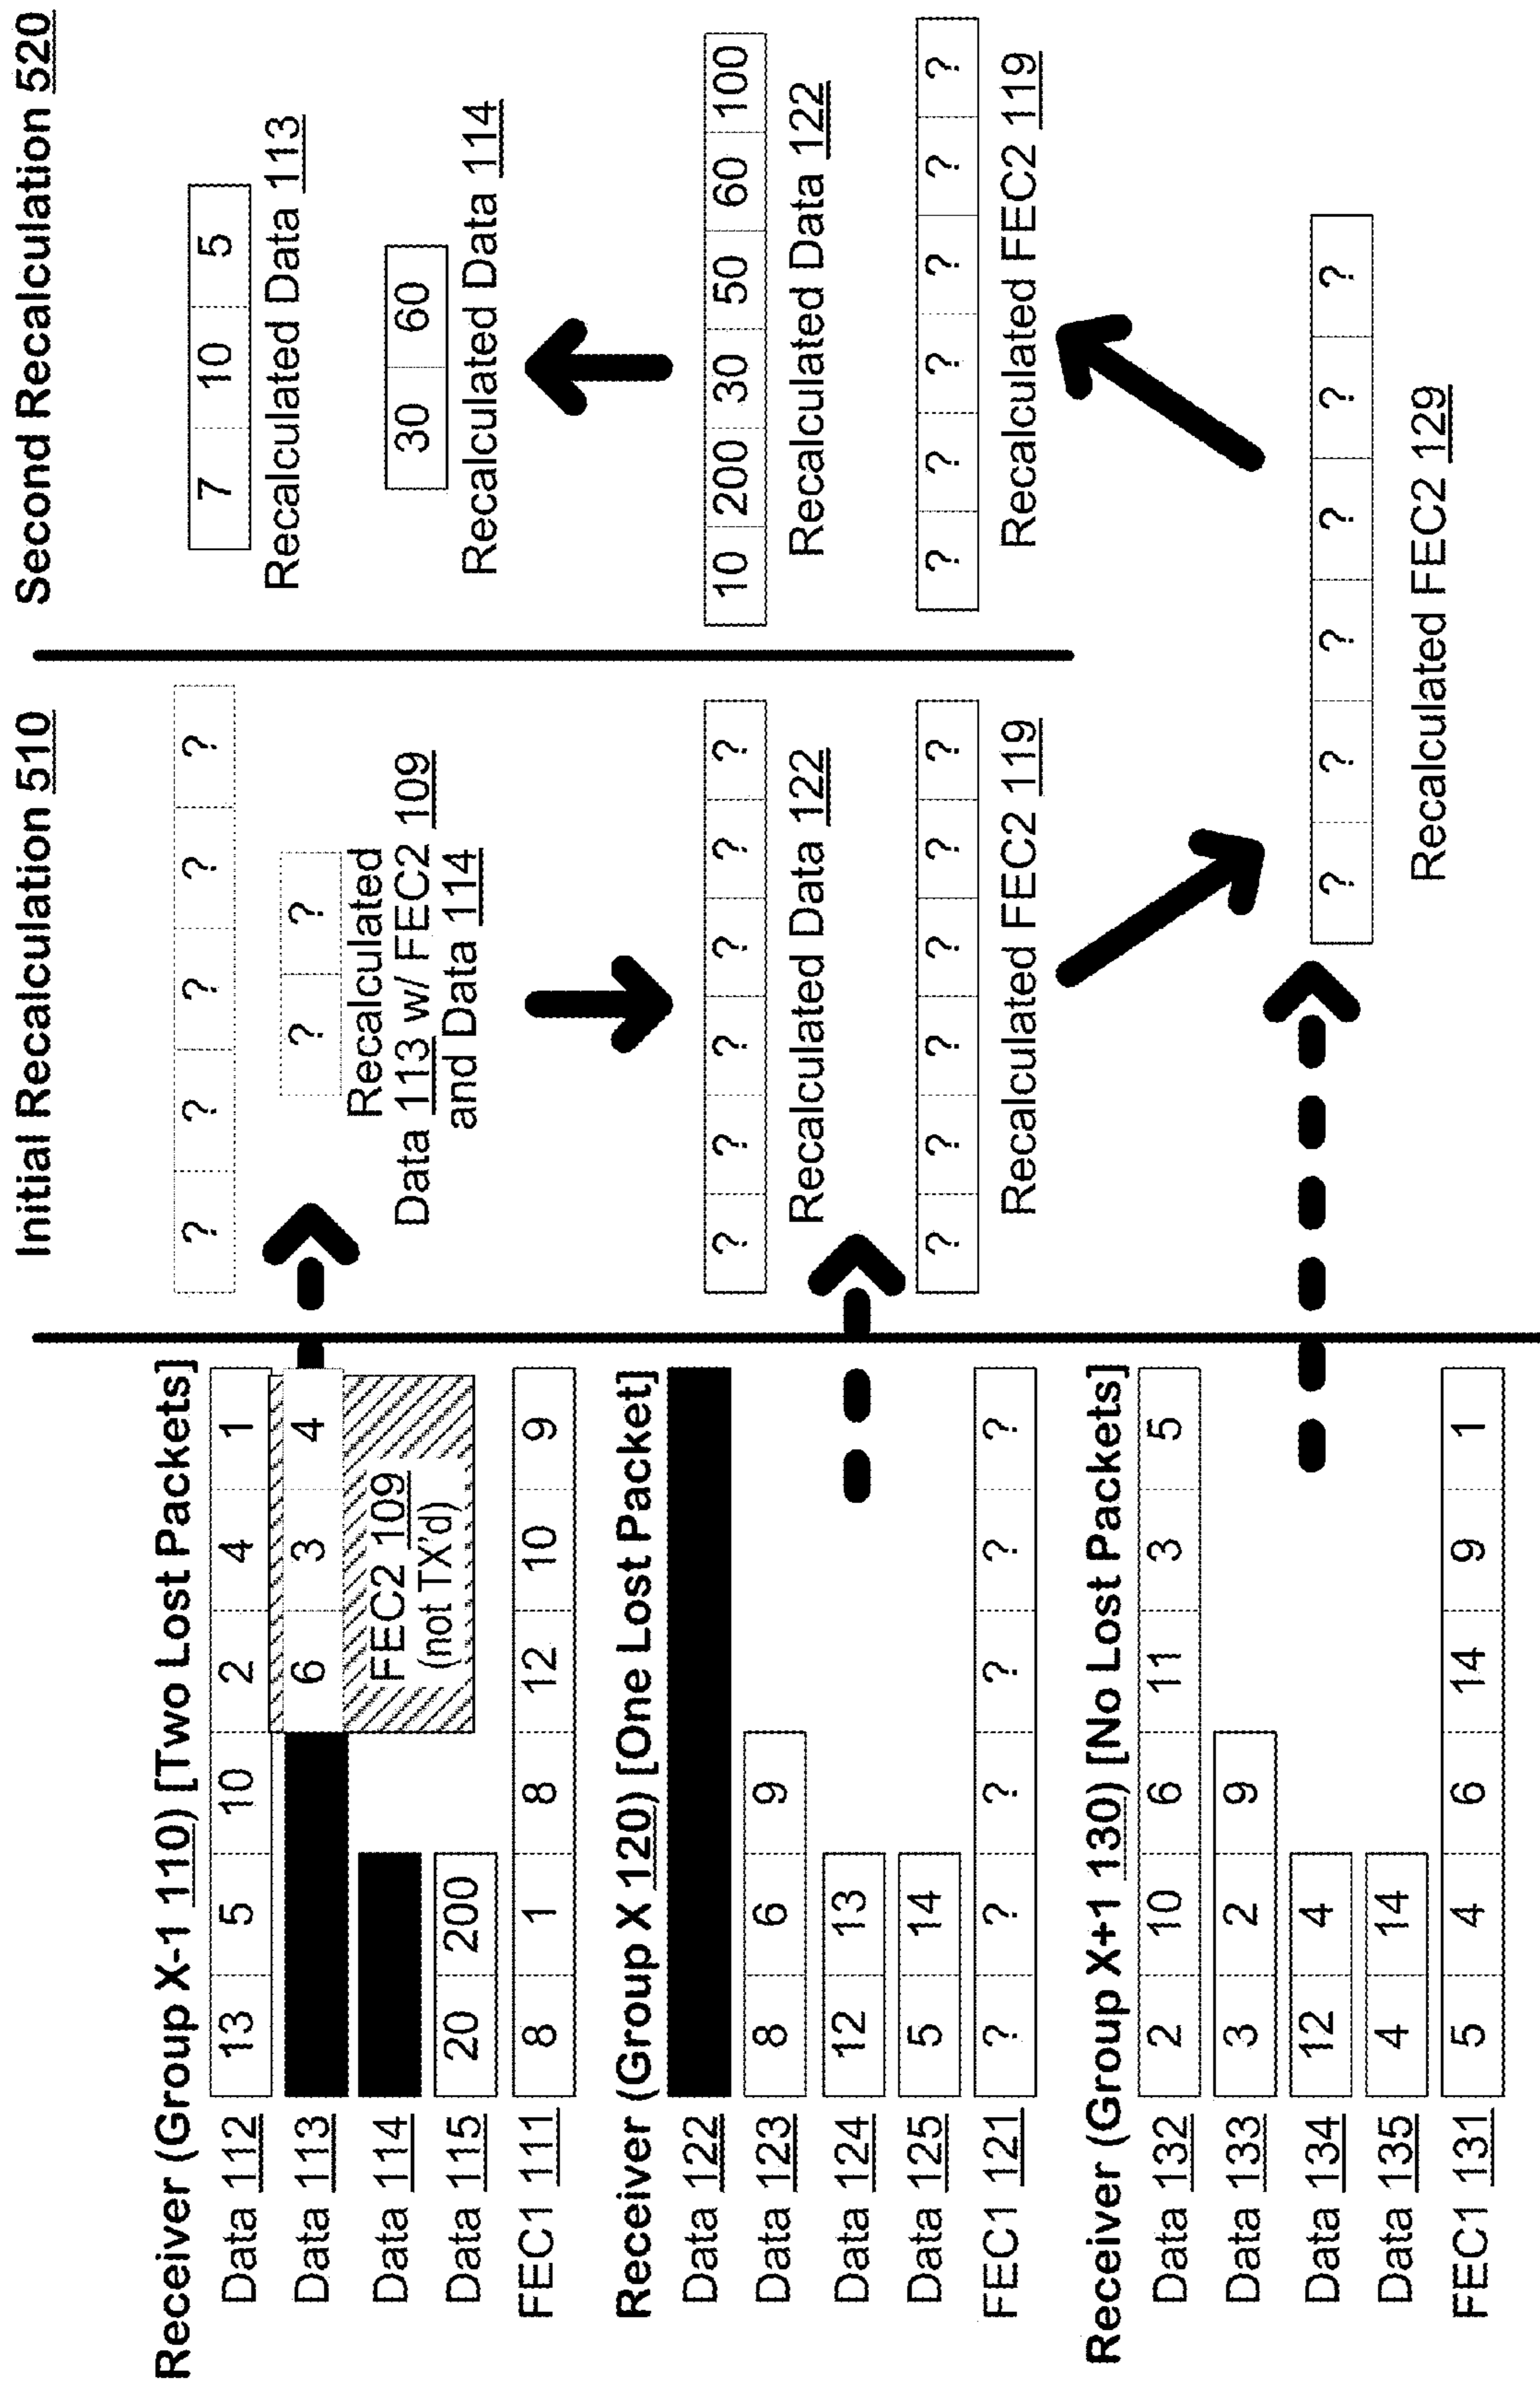 Receiver (Group X-1 110) [Two Lost Packets]
Data 112 13 5 10 2 4 1
Data 113 6 3 4
Data 114
FEC2 109
(not TX'd)
Data 115 20 200
FEC1 111 8 1 8 12 10 9
Receiver (Group X 120) [One Lost Packet]
Data 122
Data 123 8 6 9
Data 124 12 13
Data 125 5 14
FEC1 121 ? ? ? ? ? ?
Receiver (Group X+1 130) [No Lost Packets]
Data 132 2 10 6 11 3 5
Data 133 3 2 9
Data 134 12 4
Data 135 4 14
FEC1 131 5 4 6 14 9 1
Initial Recalculation 510
? ? ? ? ?
? ?
Recalculated
Data 113 w/ FEC2 109
and Data 114
? ? ? ? ? ?
Recalculated Data 122
? ? ? ? ? ?
Recalculated FEC2 119
? ? ? ? ? ?
Recalculated FEC2 129
Second Recalculation 520
7 10 5
Recalculated Data 113
30 60
Recalculated Data 114
10 200 30 50 60 100
Recalculated Data 122
? ? ? ? ? ?
Recalculated FEC2 119